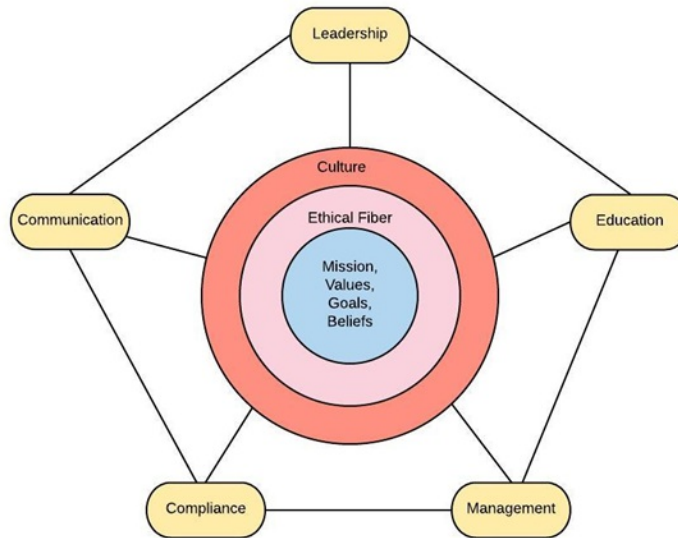 Leadership
Culture
Communication
Ethical Fiber
Education
Mission,
Values,
Goals,
Beliefs
Compliance
Management